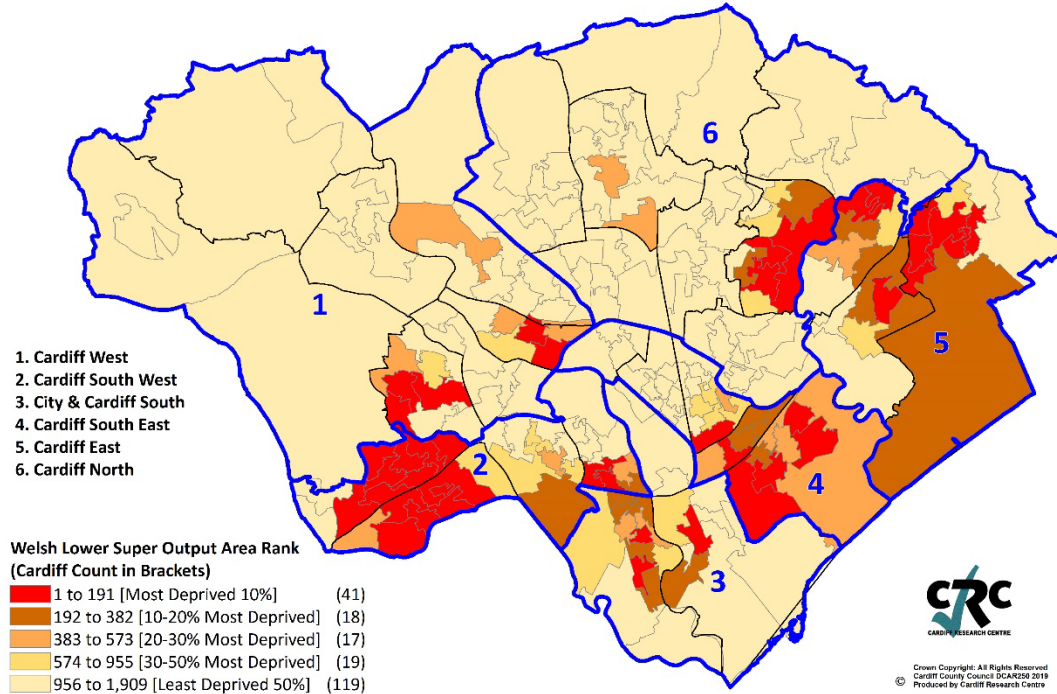 6
1
5
1. Cardiff West
2. Cardiff South West
3. City & Cardiff South
4. Cardiff South East
5. Cardiff East
6. Cardiff North
2
4
3
Welsh Lower Super Output Area Rank
(Cardiff Count in Brackets)
1 to 191 [Most Deprived 10%] (41)
192 to 382 [10-20% Most Deprived] (18)
383 to 573 [20-30% Most Deprived] (17)
574 to 955 [30-50% Most Deprived] (19)
956 to 1,909 [Least Deprived 50%] (119)
CRC
CARDIFF RESEARCH CENTRE
Crown Copyright: All Rights Reserved
Cardiff County Council DCAR250 2019
© Produced by Cardiff Research Centre